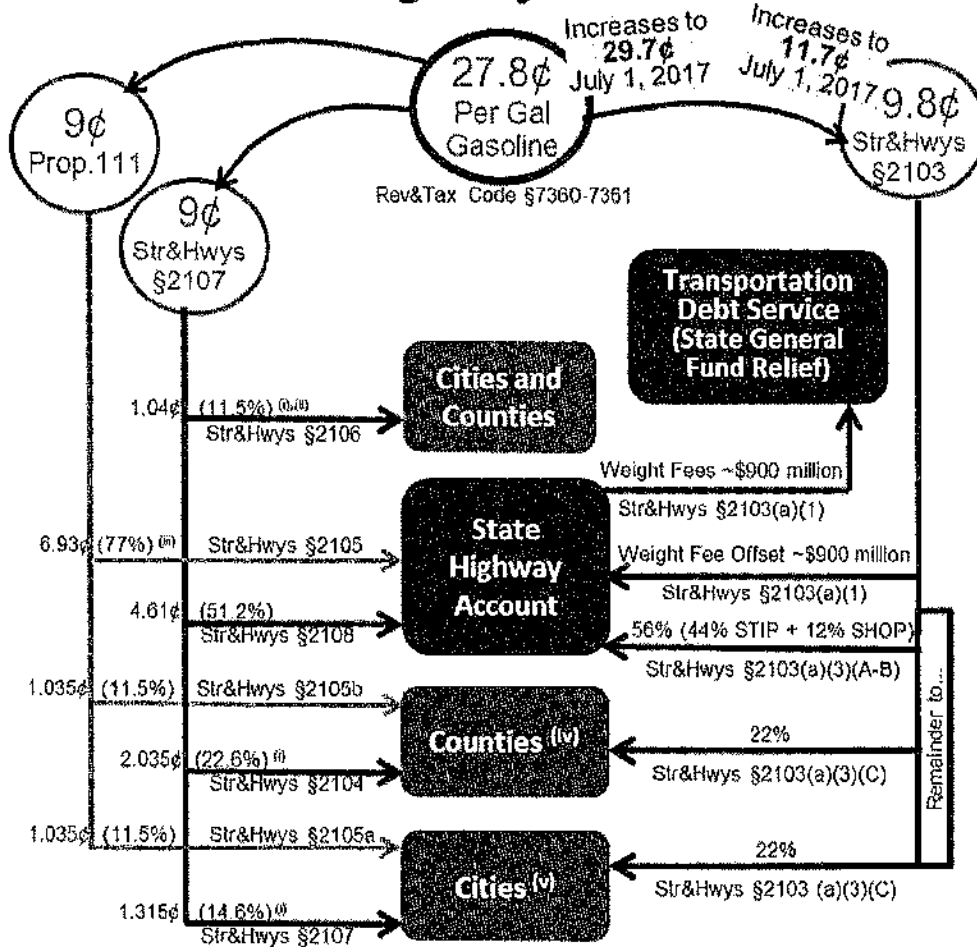 Increases to
29.7¢
July 1, 2017
Increases to
11.7¢
July 1, 2017
27.8¢
Per Gal
Gasoline
Rev&Tax Code §7360-7361
9¢
Prop.111
9¢
Str&Hwys
§2107
9.8¢
Str&Hwys
§2103
Transportation
Debt Service
(State General
Fund Relief)
Cities and
Counties
1.04¢ (11.5%) (i),(ii)
Str&Hwys §2106
Weight Fees ~$900 million
Str&Hwys §2103(a)(1)
State
Highway
Account
6.93¢ (77%) (iii) Str&Hwys §2105
Weight Fee Offset ~$900 million
Str&Hwys §2103(a)(1)
4.61¢ (51.2%)
Str&Hwys §2108
56% (44% STIP + 12% SHOP)
Str&Hwys §2103(a)(3)(A-B)
Remainder to...
1.035¢ (11.5%) Str&Hwys §2105b
Counties (iv)
2.035¢ (22.6%) (i)
Str&Hwys §2104
22%
Str&Hwys §2103(a)(3)(C)
1.035¢ (11.5%) Str&Hwys §2105a
Cities (v)
22%
Str&Hwys §2103 (a)(3)(C)
1.315¢ (14.6%) (i)
Str&Hwys §2107